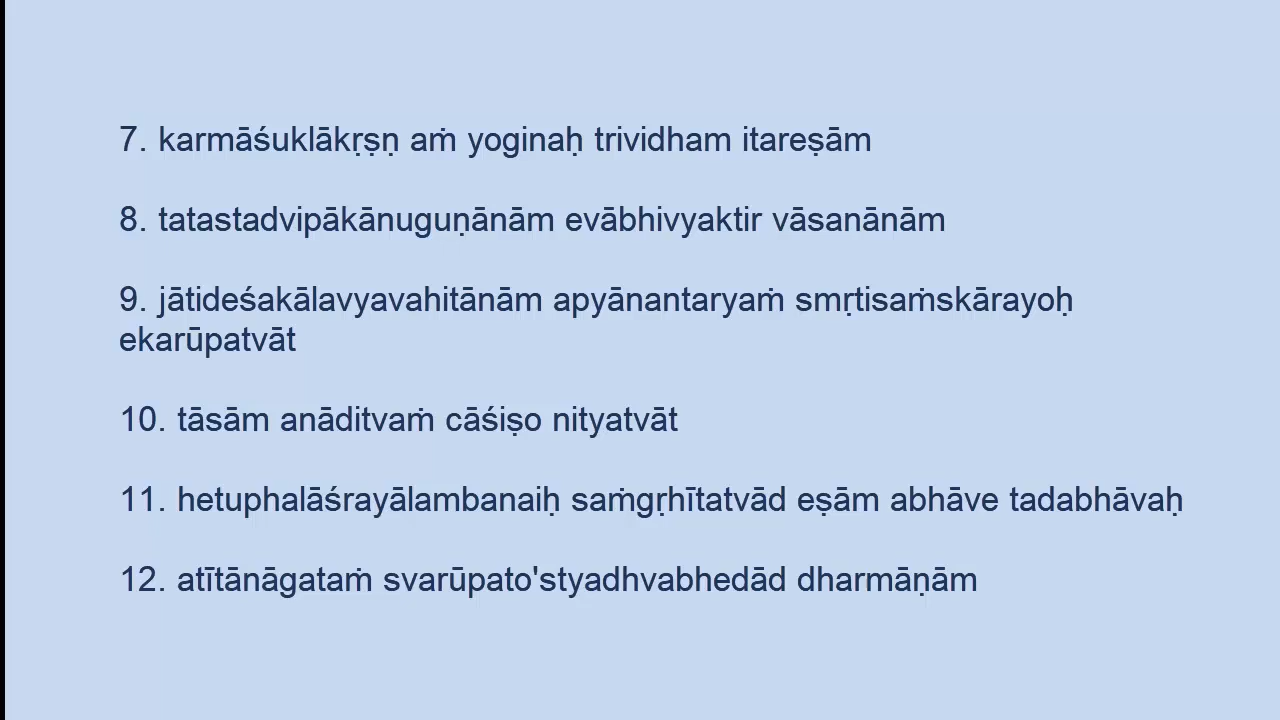 7. karmāśuklākṛṣṇ aṁ yoginaḥ trividham itareṣām
8. tatastadvipākānuguṇānām evābhivyaktir vāsanānām
9. jātideśakālavyavahitānām apyānantaryaṁ smṛtisaṁskārayoḥ
ekarūpatvāt
10. tāsām anāditvaṁ cāśiṣo nityatvāt
11. hetuphalāśrayālambanaiḥ saṁgṛhītatvād eṣām abhāve tadabhāvaḥ
12. atītānāgataṁ svarūpato'styadhvabhedād dharmāṇām